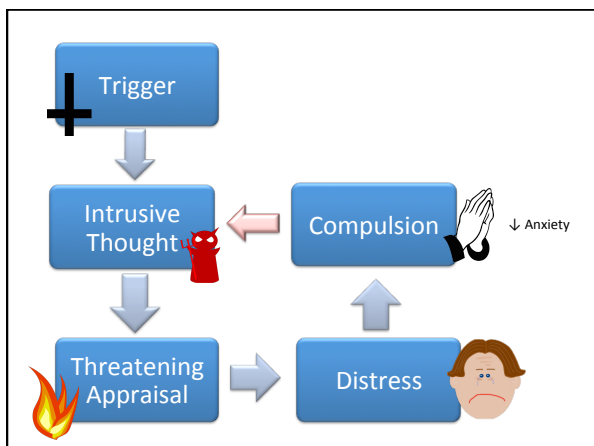 Trigger
Intrusive
Thought
Compulsion
↓ Anxiety
Threatening
Appraisal
Distress